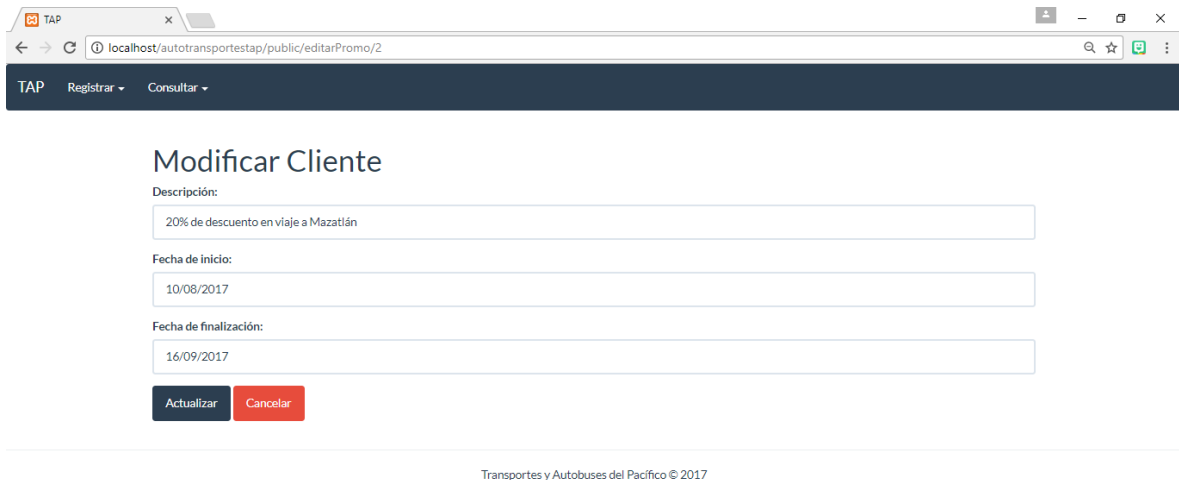 TAP
localhost/autotransportestap/public/editarPromo/2
TAP Registrar Consultar
Modificar Cliente
Descripción:
20% de descuento en viaje a Mazatlán
Fecha de inicio:
10/08/2017
Fecha de finalización:
16/09/2017
Actualizar Cancelar
Transportes y Autobuses del Pacífico © 2017